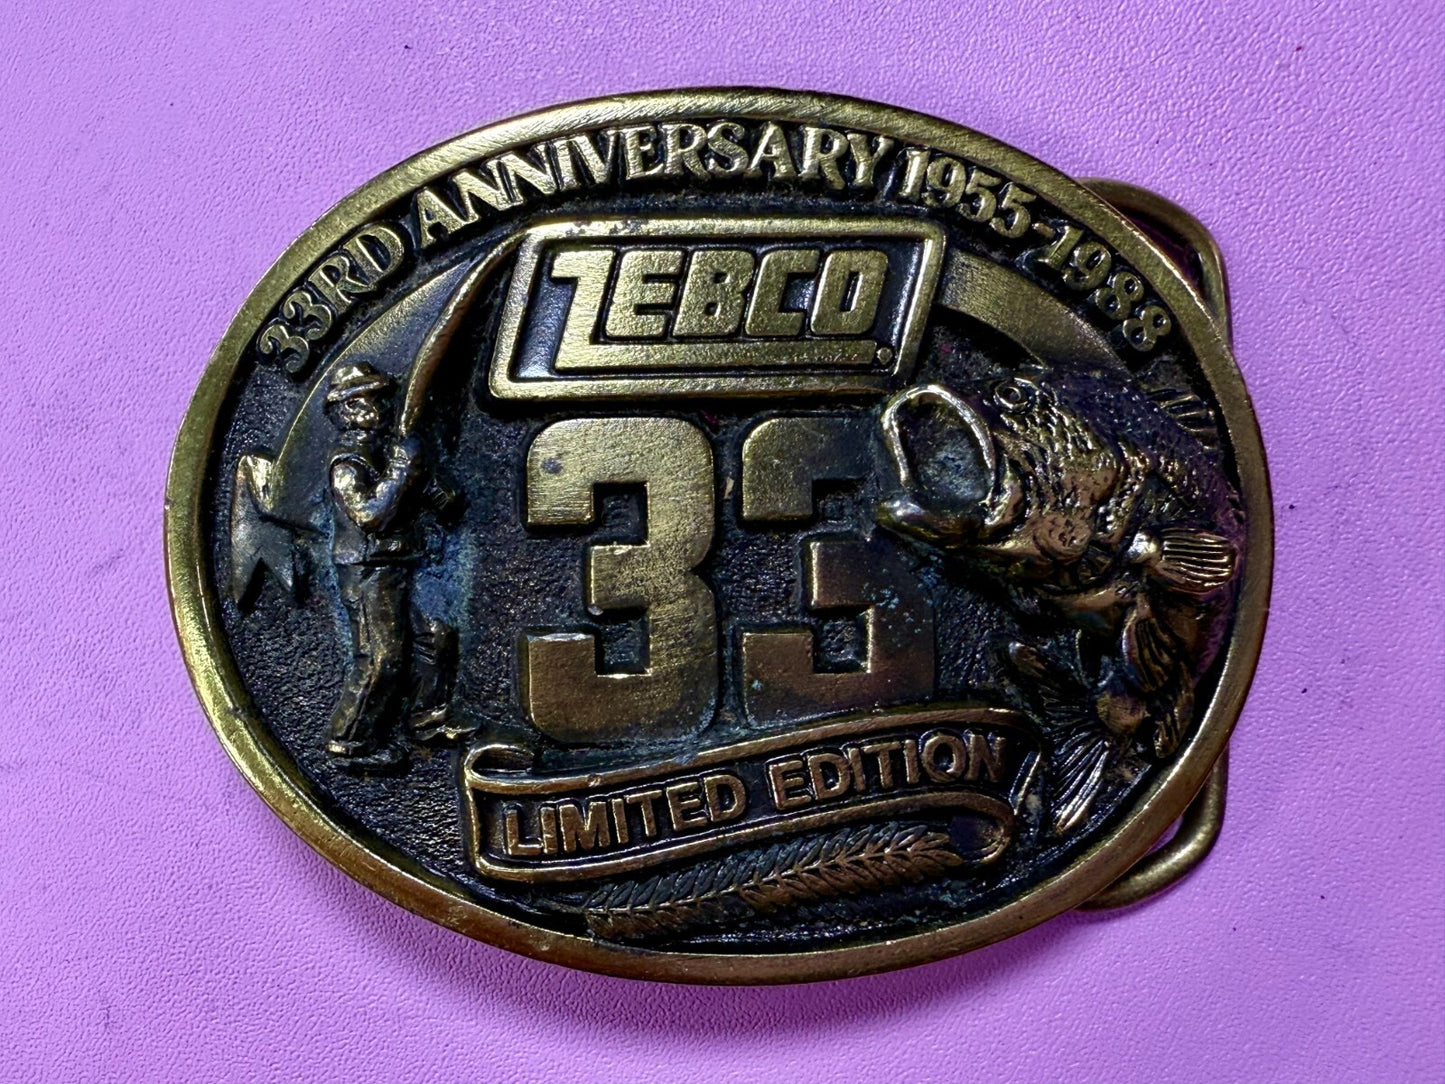 33RD ANNIVERSARY 1955-1988
ZEBCO
33
LIMITED EDITION